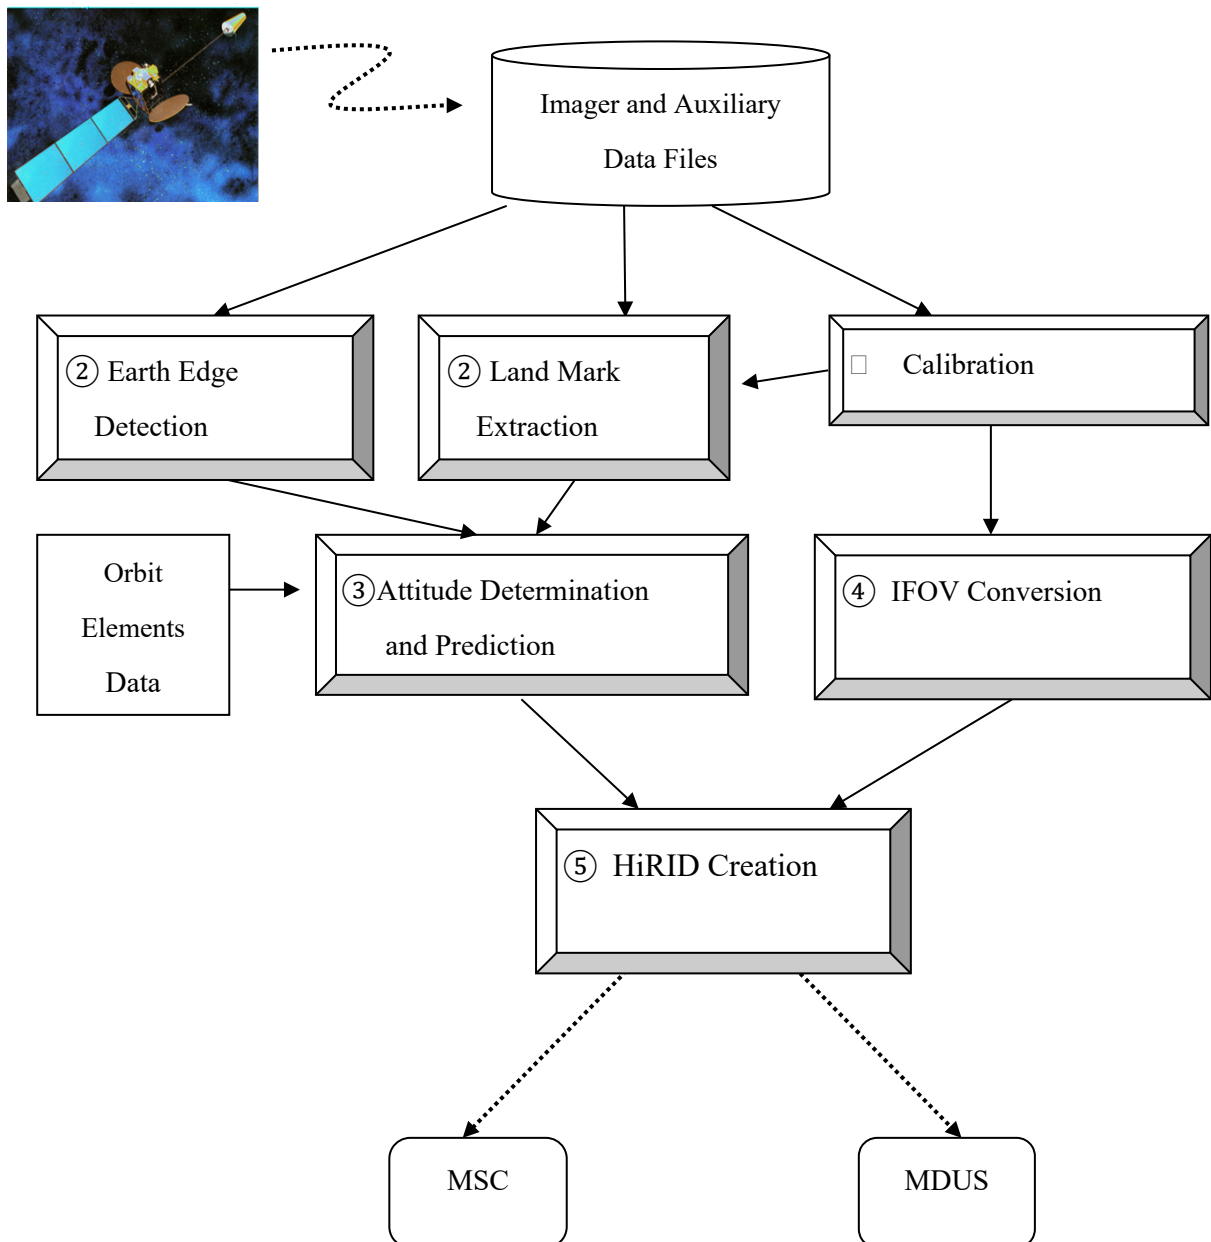 Imager and Auxiliary
Data Files
② Earth Edge
Detection
② Land Mark
Extraction
□ Calibration
Orbit
Elements
Data
③Attitude Determination
and Prediction
④ IFOV Conversion
⑤ HiRID Creation
MSC
MDUS